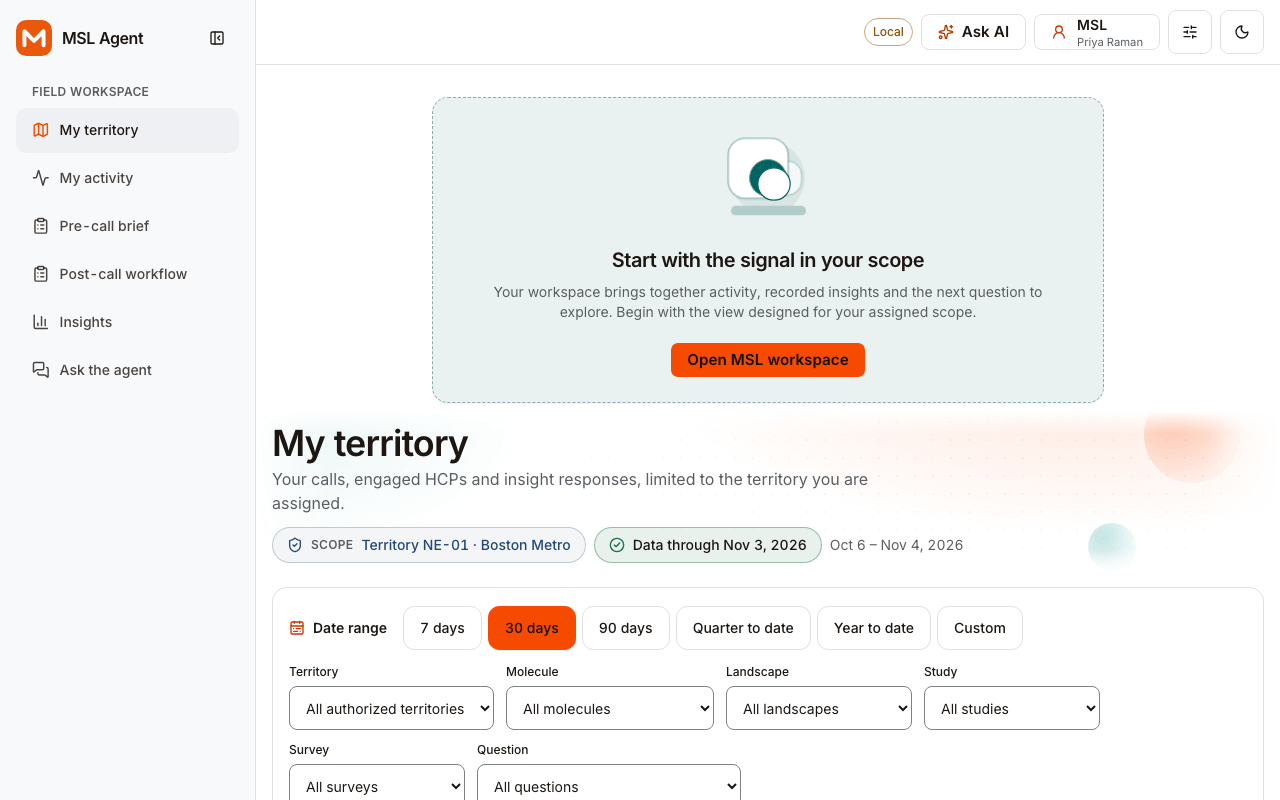 MSL Agent
FIELD WORKSPACE
My territory
My activity
Pre-call brief
Post-call workflow
Insights
Ask the agent
Local
Ask AI
MSL
Priya Raman
Start with the signal in your scope
Your workspace brings together activity, recorded insights and the next question to
explore. Begin with the view designed for your assigned scope.
Open MSL workspace
My territory
Your calls, engaged HCPs and insight responses, limited to the territory you are
assigned.
SCOPE Territory NE-01 · Boston Metro
Data through Nov 3, 2026
Oct 6 – Nov 4, 2026
Date range
7 days
30 days
90 days
Quarter to date
Year to date
Custom
Territory
Molecule
Landscape
Study
All authorized territories
All molecules
All landscapes
All studies
Survey
Question
All surveys
All questions